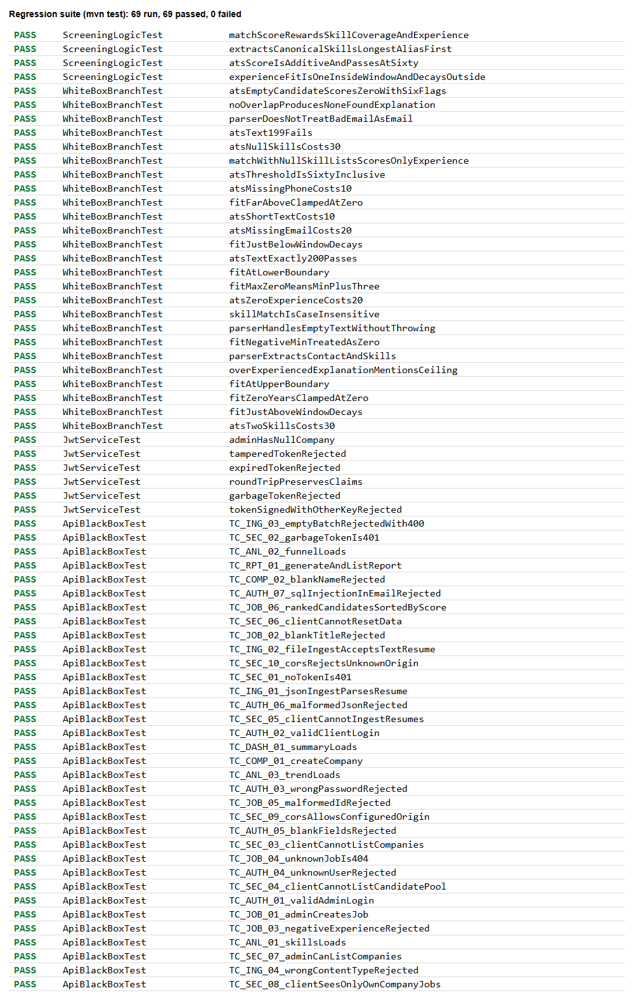 Regression suite (mvn test): 69 run, 69 passed, 0 failed
PASS ScreeningLogicTest matchScoreRewardsSkillCoverageAndExperience
PASS ScreeningLogicTest extractsCanonicalSkillsLongestAliasFirst
PASS ScreeningLogicTest atsScoreIsAdditiveAndPassesAtSixty
PASS ScreeningLogicTest experienceFitIsOneInsideWindowAndDecaysOutside
PASS WhiteBoxBranchTest atsEmptyCandidateScoresZeroWithSixFlags
PASS WhiteBoxBranchTest noOverlapProducesNoneFoundExplanation
PASS WhiteBoxBranchTest parserDoesNotTreatBadEmailAsEmail
PASS WhiteBoxBranchTest atsText199Fails
PASS WhiteBoxBranchTest atsNullSkillsCosts30
PASS WhiteBoxBranchTest matchWithNullSkillListsScoresOnlyExperience
PASS WhiteBoxBranchTest atsThresholdIsSixtyInclusive
PASS WhiteBoxBranchTest atsMissingPhoneCosts10
PASS WhiteBoxBranchTest fitFarAboveClampedAtZero
PASS WhiteBoxBranchTest atsShortTextCosts10
PASS WhiteBoxBranchTest atsMissingEmailCosts20
PASS WhiteBoxBranchTest fitJustBelowWindowDecays
PASS WhiteBoxBranchTest atsTextExactly200Passes
PASS WhiteBoxBranchTest fitAtLowerBoundary
PASS WhiteBoxBranchTest fitMaxZeroMeansMinPlusThree
PASS WhiteBoxBranchTest atsZeroExperienceCosts20
PASS WhiteBoxBranchTest skillMatchIsCaseInsensitive
PASS WhiteBoxBranchTest parserHandlesEmptyTextWithoutThrowing
PASS WhiteBoxBranchTest fitNegativeMinTreatedAsZero
PASS WhiteBoxBranchTest parserExtractsContactAndSkills
PASS WhiteBoxBranchTest overExperiencedExplanationMentionsCeiling
PASS WhiteBoxBranchTest fitAtUpperBoundary
PASS WhiteBoxBranchTest fitZeroYearsClampedAtZero
PASS WhiteBoxBranchTest fitJustAboveWindowDecays
PASS WhiteBoxBranchTest atsTwoSkillsCosts30
PASS JwtServiceTest adminHasNullCompany
PASS JwtServiceTest tamperedTokenRejected
PASS JwtServiceTest expiredTokenRejected
PASS JwtServiceTest roundTripPreservesClaims
PASS JwtServiceTest garbageTokenRejected
PASS JwtServiceTest tokenSignedWithOtherKeyRejected
PASS ApiBlackBoxTest TC_ING_03_emptyBatchRejectedWith400
PASS ApiBlackBoxTest TC_SEC_02_garbageTokenIs401
PASS ApiBlackBoxTest TC_ANL_02_funnelLoads
PASS ApiBlackBoxTest TC_RPT_01_generateAndListReport
PASS ApiBlackBoxTest TC_COMP_02_blankNameRejected
PASS ApiBlackBoxTest TC_AUTH_07_sqlInjectionInEmailRejected
PASS ApiBlackBoxTest TC_JOB_06_rankedCandidatesSortedByScore
PASS ApiBlackBoxTest TC_SEC_06_clientCannotResetData
PASS ApiBlackBoxTest TC_JOB_02_blankTitleRejected
PASS ApiBlackBoxTest TC_ING_02_fileIngestAcceptsTextResume
PASS ApiBlackBoxTest TC_SEC_10_corsRejectsUnknownOrigin
PASS ApiBlackBoxTest TC_SEC_01_noTokenIs401
PASS ApiBlackBoxTest TC_ING_01_jsonIngestParsesResume
PASS ApiBlackBoxTest TC_AUTH_06_malformedJsonRejected
PASS ApiBlackBoxTest TC_SEC_05_clientCannotIngestResumes
PASS ApiBlackBoxTest TC_AUTH_02_validClientLogin
PASS ApiBlackBoxTest TC_DASH_01_summaryLoads
PASS ApiBlackBoxTest TC_COMP_01_createCompany
PASS ApiBlackBoxTest TC_ANL_03_trendLoads
PASS ApiBlackBoxTest TC_AUTH_03_wrongPasswordRejected
PASS ApiBlackBoxTest TC_JOB_05_malformedIdRejected
PASS ApiBlackBoxTest TC_SEC_09_corsAllowsConfiguredOrigin
PASS ApiBlackBoxTest TC_AUTH_05_blankFieldsRejected
PASS ApiBlackBoxTest TC_SEC_03_clientCannotListCompanies
PASS ApiBlackBoxTest TC_JOB_04_unknownJobIs404
PASS ApiBlackBoxTest TC_AUTH_04_unknownUserRejected
PASS ApiBlackBoxTest TC_SEC_04_clientCannotListCandidatePool
PASS ApiBlackBoxTest TC_AUTH_01_validAdminLogin
PASS ApiBlackBoxTest TC_JOB_01_adminCreatesJob
PASS ApiBlackBoxTest TC_JOB_03_negativeExperienceRejected
PASS ApiBlackBoxTest TC_ANL_01_skillsLoads
PASS ApiBlackBoxTest TC_SEC_07_adminCanListCompanies
PASS ApiBlackBoxTest TC_ING_04_wrongContentTypeRejected
PASS ApiBlackBoxTest TC_SEC_08_clientSeesOnlyOwnCompanyJobs